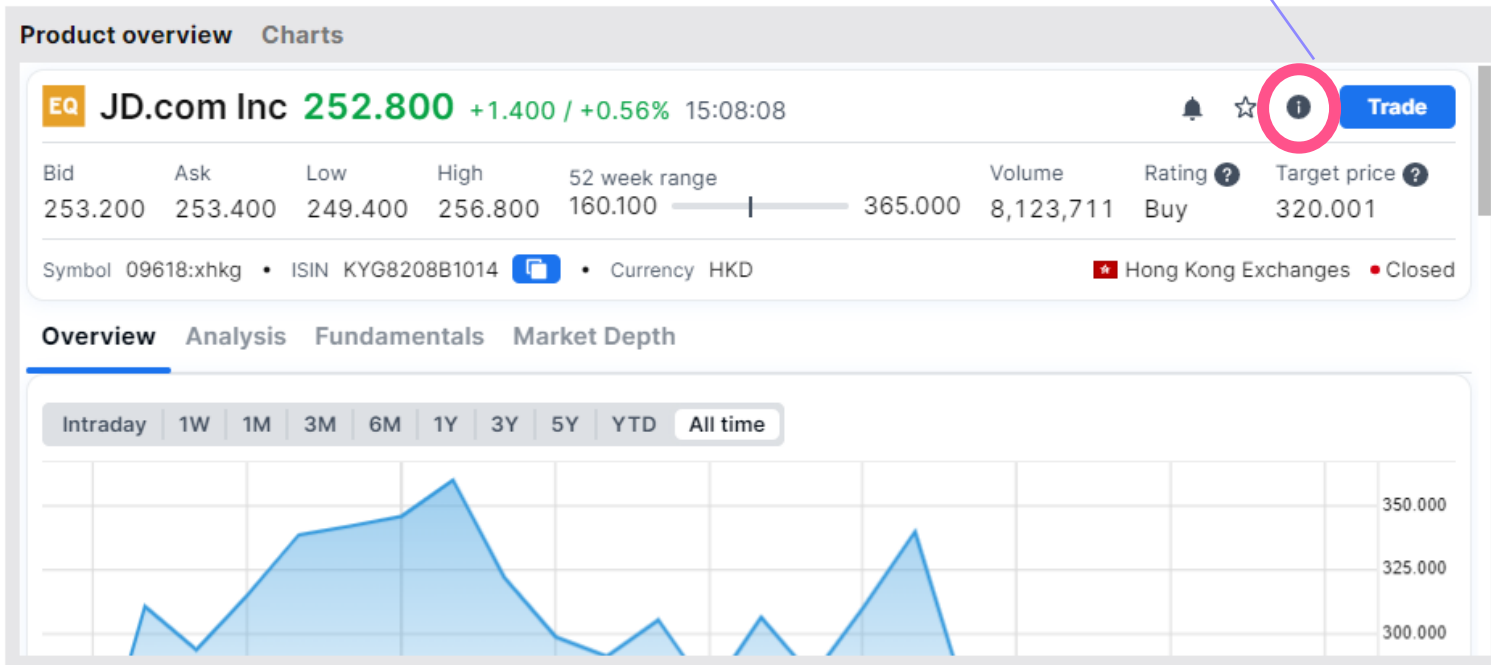 Product overview Charts
EQ JD.com Inc 252.800 +1.400 / +0.56% 15:08:08 Trade
Bid Ask Low High 52 week range Volume Rating ? Target price ?
253.200 253.400 249.400 256.800 160.100 365.000 8,123,711 Buy 320.001
Symbol 09618:xhkg • ISIN KYG8208B1014 • Currency HKD Hong Kong Exchanges • Closed
Overview Analysis Fundamentals Market Depth
Intraday 1W 1M 3M 6M 1Y 3Y 5Y YTD All time
350.000
325.000
300.000